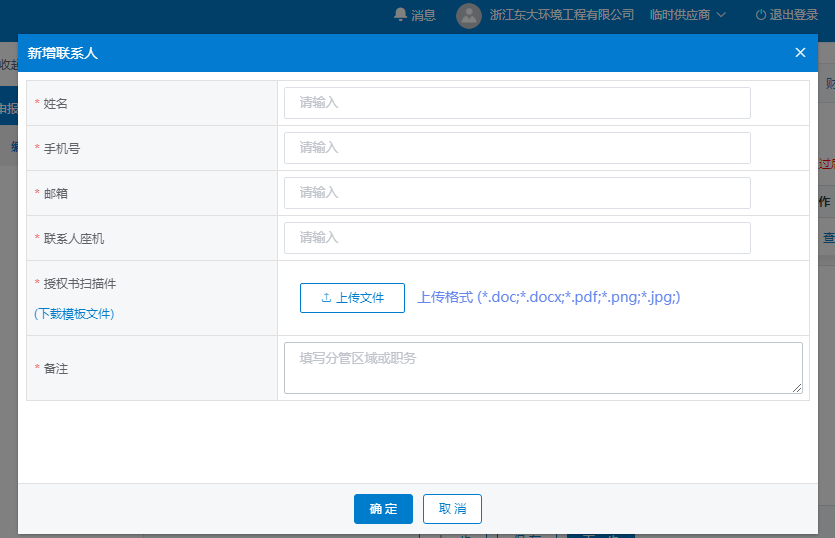 消息 浙江东大环境工程有限公司 临时供应商 退出登录
新增联系人
* 姓名 请输入
* 手机号 请输入
* 邮箱 请输入
* 联系人座机 请输入
* 授权书扫描件
(下载模板文件)
上传文件 上传格式 (*.doc;*.docx;*.pdf;*.png;*.jpg;)
* 备注 填写分管区域或职务
确定 取消